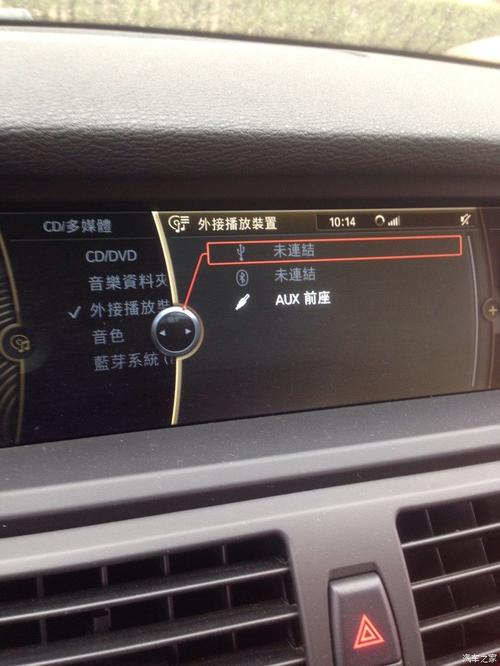 CD/多媒體
外接播放裝置
10:14
CD/DVD
音樂資料夾
外接播放裝
音色
藍芽系統 (
未連結
未連結
AUX 前座
汽车之家